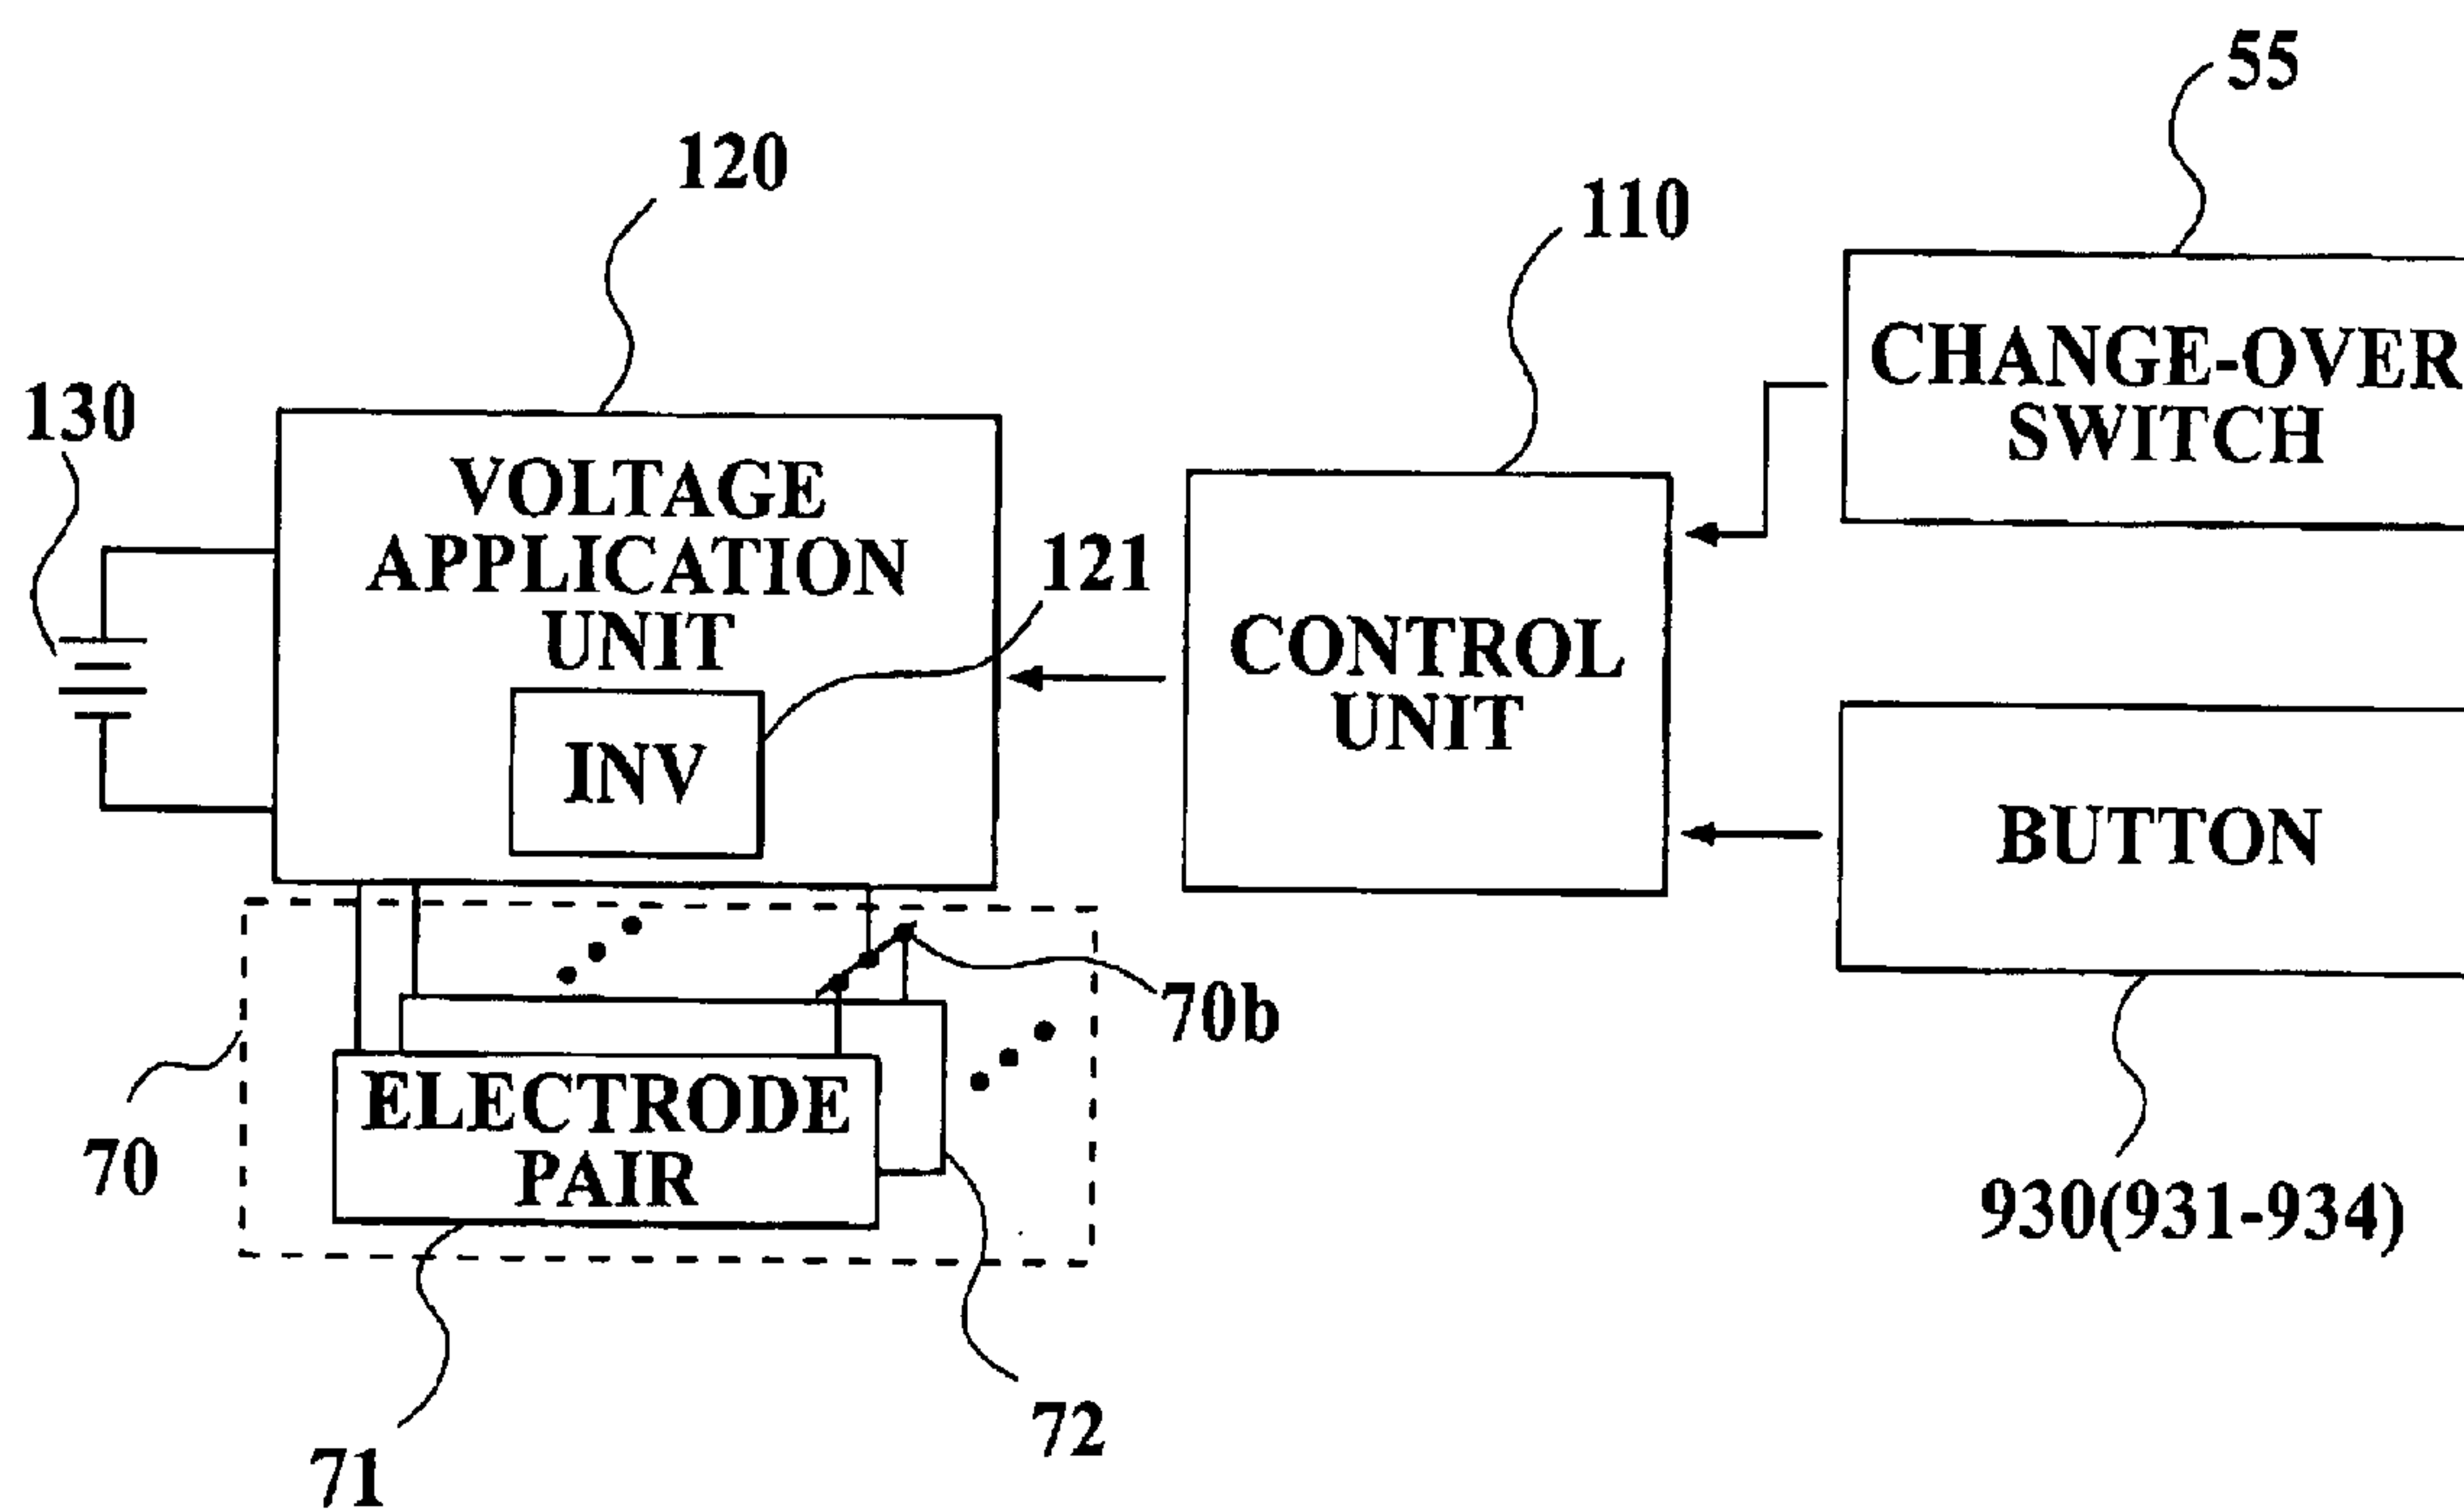 55
120
110
130
CHANGE-OVER
SWITCH
VOLTAGE
APPLICATION
UNIT
121
CONTROL
UNIT
INV
BUTTON
70b
ELECTRODE
PAIR
70
930(931-934)
72
71